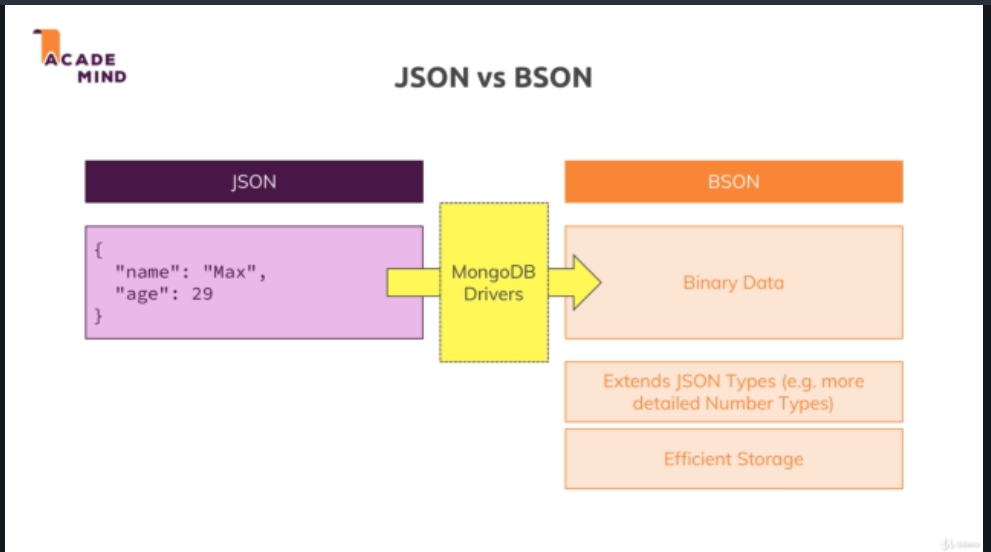 ACADE
MIND
JSON vs BSON
JSON
BSON
{
"name": "Max",
"age": 29
}
MongoDB
Drivers
Binary Data
Extends JSON Types (e.g. more
detailed Number Types)
Efficient Storage
Udemy